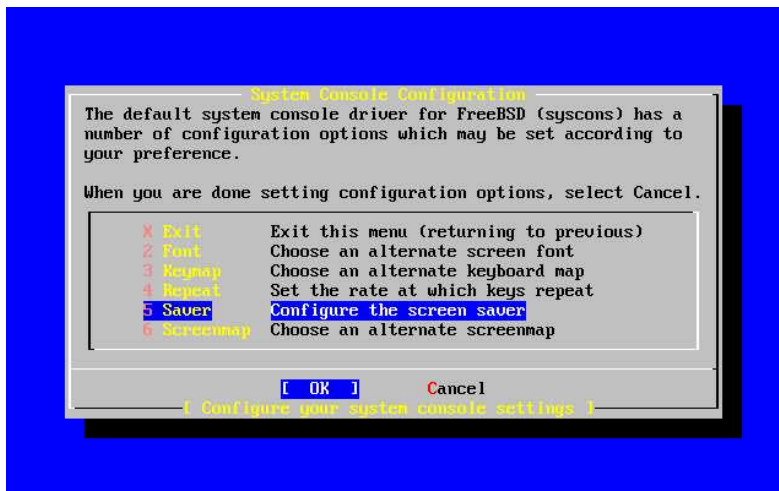 System Console Configuration
The default system console driver for FreeBSD (syscons) has a
number of configuration options which may be set according to
your preference.
When you are done setting configuration options, select Cancel.
X Exit Exit this menu (returning to previous)
2 Font Choose an alternate screen font
3 Keymap Choose an alternate keyboard map
4 Repeat Set the rate at which keys repeat
5 Saver Configure the screen saver
6 Screenmap Choose an alternate screenmap
[ OK ] Cancel
[ Configure your system console settings ]